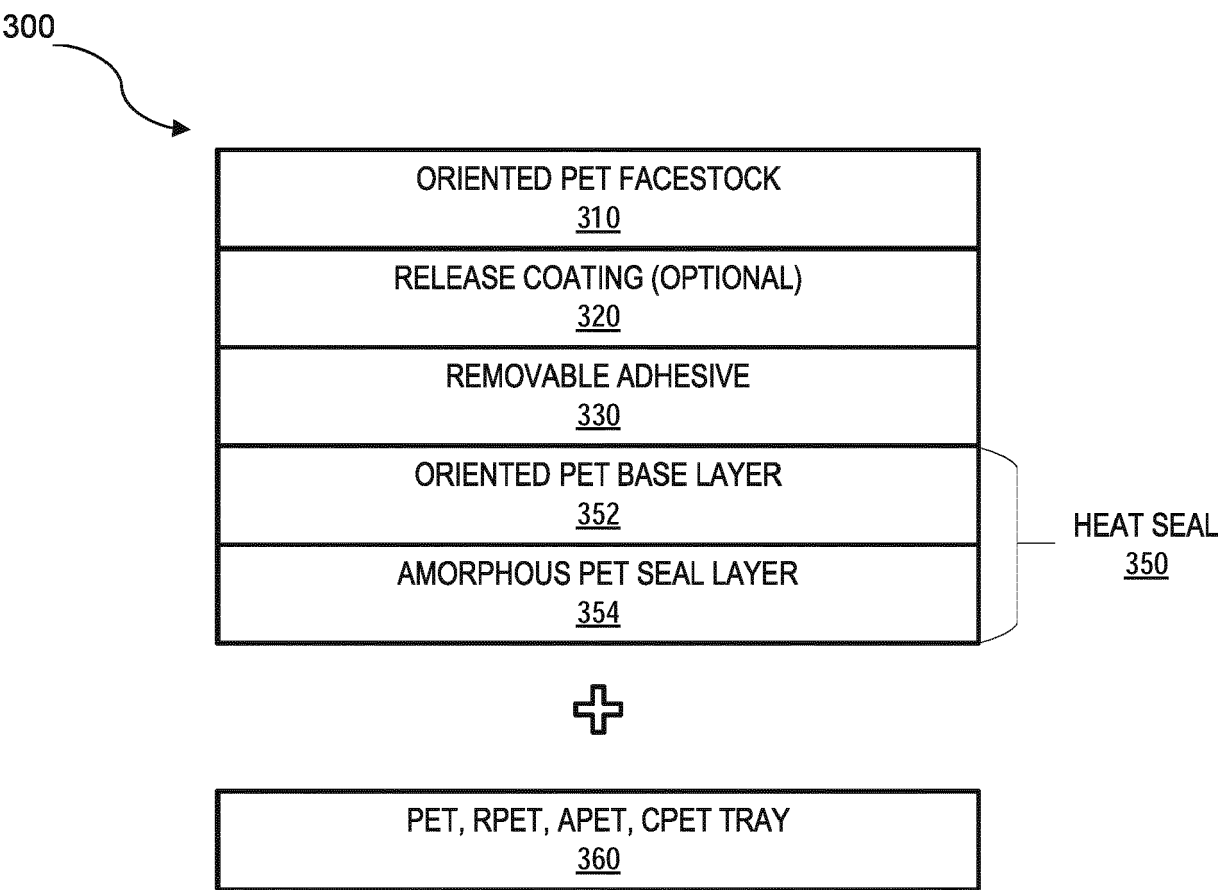 300
ORIENTED PET FACESTOCK
310
RELEASE COATING (OPTIONAL)
320
REMOVABLE ADHESIVE
330
ORIENTED PET BASE LAYER
352
AMORPHOUS PET SEAL LAYER
354
HEAT SEAL
350
PET, RPET, APET, CPET TRAY
360